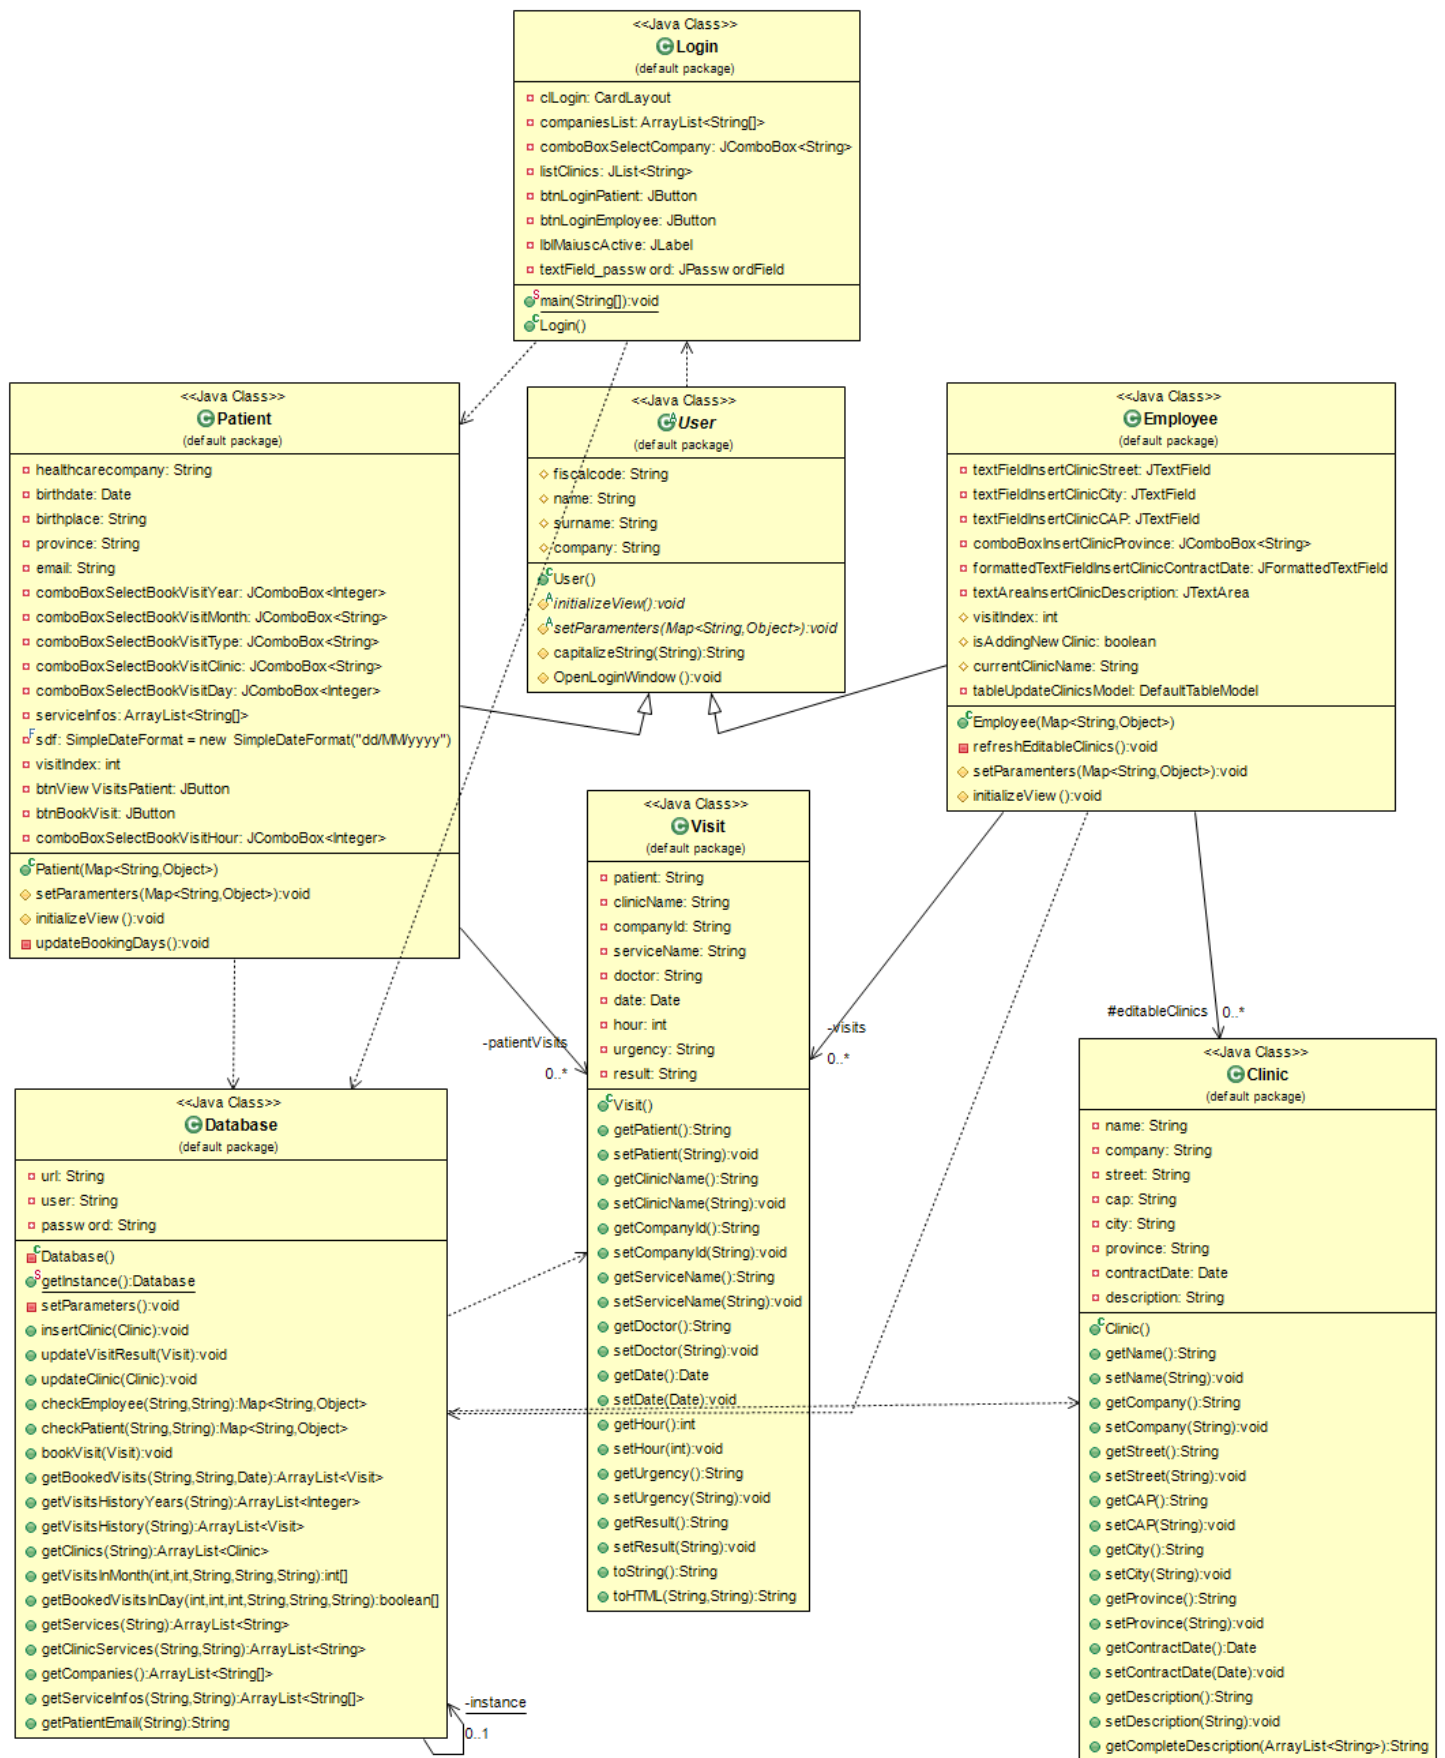 <<Java Class>>
Login
(default package)
clLogin: CardLayout
companiesList: ArrayList<String[]>
comboBoxSelectCompany: JComboBox<String>
listClinics: JList<String>
btnLoginPatient: JButton
btnLoginEmployee: JButton
lblMaiuscActive: JLabel
textField_password: JPasswordField
main(String[]):void
Login()
<<Java Class>>
Patient
(default package)
healthcarecompany: String
birthdate: Date
birthplace: String
province: String
email: String
comboBoxSelectBookVisitYear: JComboBox<Integer>
comboBoxSelectBookVisitMonth: JComboBox<String>
comboBoxSelectBookVisitType: JComboBox<String>
comboBoxSelectBookVisitClinic: JComboBox<String>
comboBoxSelectBookVisitDay: JComboBox<Integer>
serviceInfos: ArrayList<String[]>
sdf: SimpleDateFormat = new SimpleDateFormat("dd/MM/yyyy")
visitIndex: int
btnViewVisitsPatient: JButton
btnBookVisit: JButton
comboBoxSelectBookVisitHour: JComboBox<Integer>
Patient(Map<String,Object>)
setParamenters(Map<String,Object>):void
initializeView():void
updateBookingDays():void
<<Java Class>>
User
(default package)
fiscalcode: String
name: String
surname: String
company: String
User()
initializeView():void
setParamenters(Map<String,Object>):void
capitalizeString(String):String
OpenLoginWindow():void
<<Java Class>>
Employee
(default package)
textFieldInsertClinicStreet: JTextField
textFieldInsertClinicCity: JTextField
textFieldInsertClinicCAP: JTextField
comboBoxInsertClinicProvince: JComboBox<String>
formattedTextFieldInsertClinicContractDate: JFormattedTextField
textAreaInsertClinicDescription: JTextArea
visitIndex: int
isAddingNewClinic: boolean
currentClinicName: String
tableUpdateClinicsModel: DefaultTableModel
Employee(Map<String,Object>)
refreshEditableClinics():void
setParamenters(Map<String,Object>):void
initializeView():void
<<Java Class>>
Visit
(default package)
patient: String
clinicName: String
companyId: String
serviceName: String
doctor: String
date: Date
hour: int
urgency: String
result: String
Visit()
getPatient():String
setPatient(String):void
getClinicName():String
setClinicName(String):void
getCompanyId():String
setCompanyId(String):void
getServiceName():String
setServiceName(String):void
getDoctor():String
setDoctor(String):void
getDate():Date
setDate(Date):void
getHour():int
setHour(int):void
getUrgency():String
setUrgency(String):void
getResult():String
setResult(String):void
toString():String
toHTML(String,String):String
-patientVisits
0..*
-visits
0..*
#editableClinics
0..*
<<Java Class>>
Database
(default package)
url: String
user: String
password: String
Database()
getInstance():Database
setParameters():void
insertClinic(Clinic):void
updateVisitResult(Visit):void
updateClinic(Clinic):void
checkEmployee(String,String):Map<String,Object>
checkPatient(String,String):Map<String,Object>
bookVisit(Visit):void
getBookedVisits(String,String,Date):ArrayList<Visit>
getVisitsHistoryYears(String):ArrayList<Integer>
getVisitsHistory(String):ArrayList<Visit>
getClinics(String):ArrayList<Clinic>
getVisitsInMonth(int,int,String,String,String):int[]
getBookedVisitsInDay(int,int,int,String,String,String):boolean[]
getServices(String):ArrayList<String>
getClinicServices(String,String):ArrayList<String>
getCompanies():ArrayList<String[]>
getServiceInfos(String,String):ArrayList<String[]>
getPatientEmail(String):String
-instance
0..1
<<Java Class>>
Clinic
(default package)
name: String
company: String
street: String
cap: String
city: String
province: String
contractDate: Date
description: String
Clinic()
getName():String
setName(String):void
getCompany():String
setCompany(String):void
getStreet():String
setStreet(String):void
getCAP():String
setCAP(String):void
getCity():String
setCity(String):void
getProvince():String
setProvince(String):void
getContractDate():Date
setContractDate(Date):void
getDescription():String
setDescription(String):void
getCompleteDescription(ArrayList<String>):String